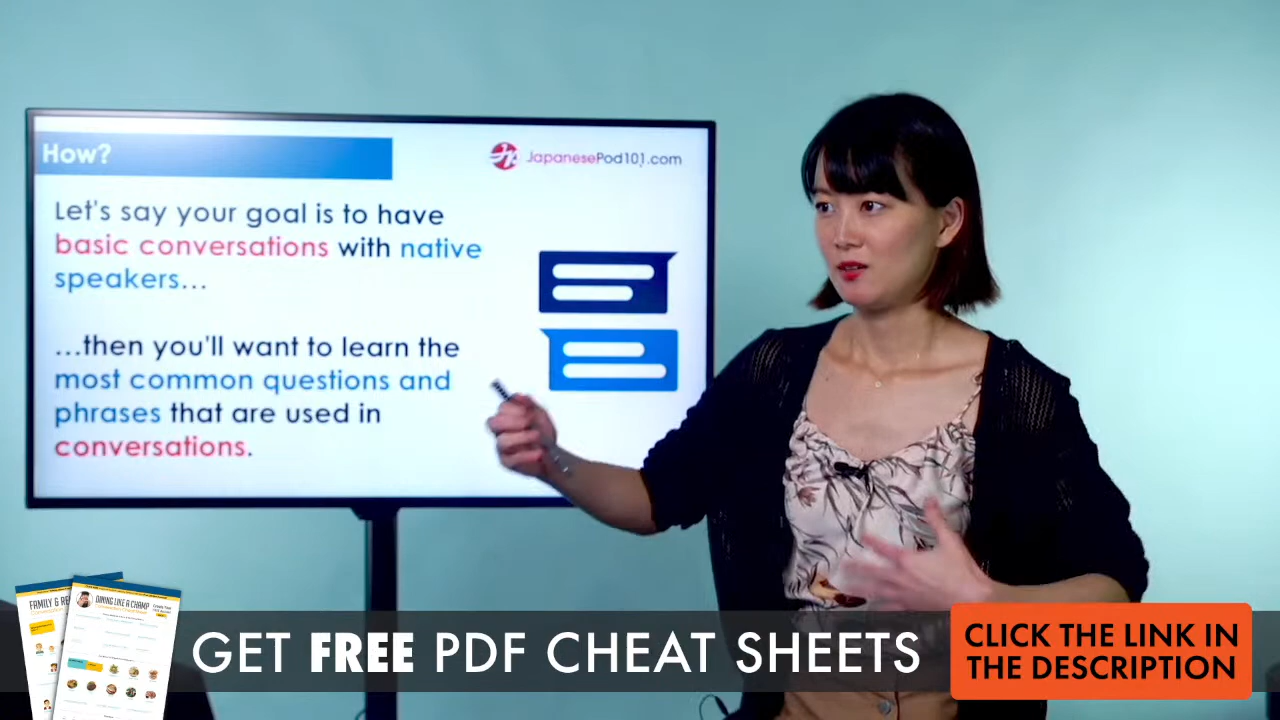 How?
JapanesePod101.com
Let's say your goal is to have
basic conversations with native
speakers...
...then you'll want to learn the
most common questions and
phrases that are used in
conversations.
FAMILY & RE
DINING LIKE A CHAMP
GET FREE PDF CHEAT SHEETS
CLICK THE LINK IN
THE DESCRIPTION